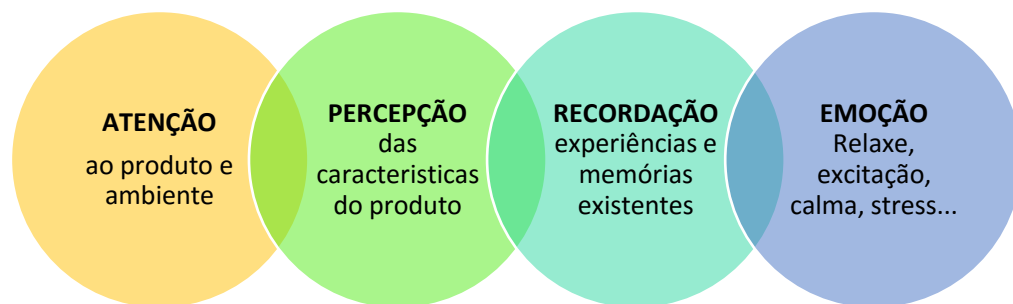 ATENÇÃO
ao produto e
ambiente
PERCEPÇÃO
das
caracteristicas
do produto
RECORDAÇÃO
experiências e
memórias
existentes
EMOÇÃO
Relaxe,
excitação,
calma, stress...